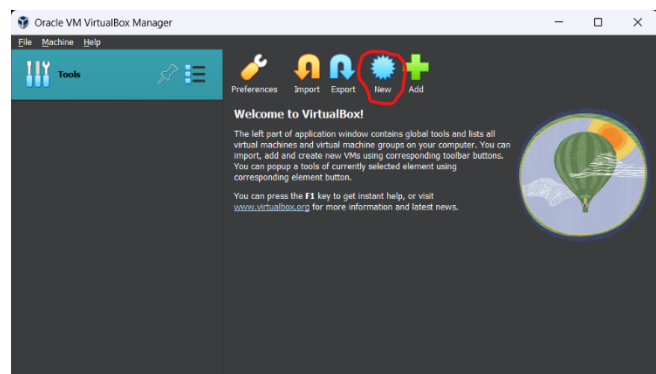 Oracle VM VirtualBox Manager
File Machine Help
Tools
Preferences Import Export New Add
Welcome to VirtualBox!
The left part of application window contains global tools and lists all
virtual machines and virtual machine groups on your computer. You can
import, add and create new VMs using corresponding toolbar buttons.
You can popup a tools of currently selected element using
corresponding element button.
You can press the F1 key to get instant help, or visit
www.virtualbox.org for more information and latest news.